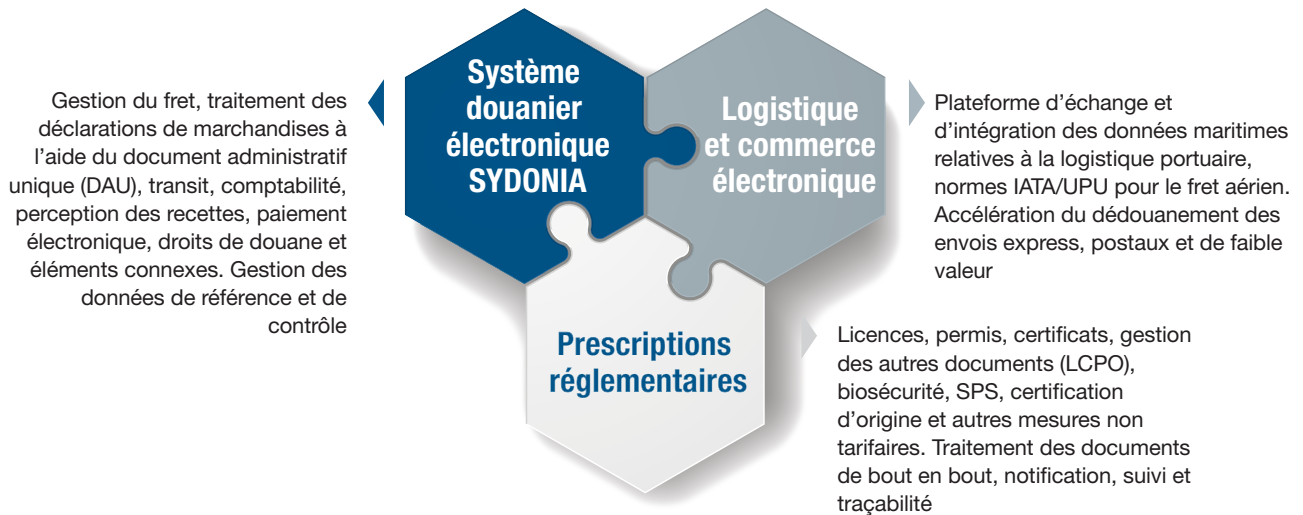 Gestion du fret, traitement des
déclarations de marchandises à
l’aide du document administratif
unique (DAU), transit, comptabilité,
perception des recettes, paiement
électronique, droits de douane et
éléments connexes. Gestion des
données de référence et de
contrôle
Système
douanier
électronique
SYDONIA
Logistique
et commerce
électronique
Plateforme d’échange et
d’intégration des données maritimes
relatives à la logistique portuaire,
normes IATA/UPU pour le fret aérien.
Accélération du dédouanement des
envois express, postaux et de faible
valeur
Prescriptions
réglementaires
Licences, permis, certificats, gestion
des autres documents (LCPO),
biosécurité, SPS, certification
d’origine et autres mesures non
tarifaires. Traitement des documents
de bout en bout, notification, suivi et
traçabilité